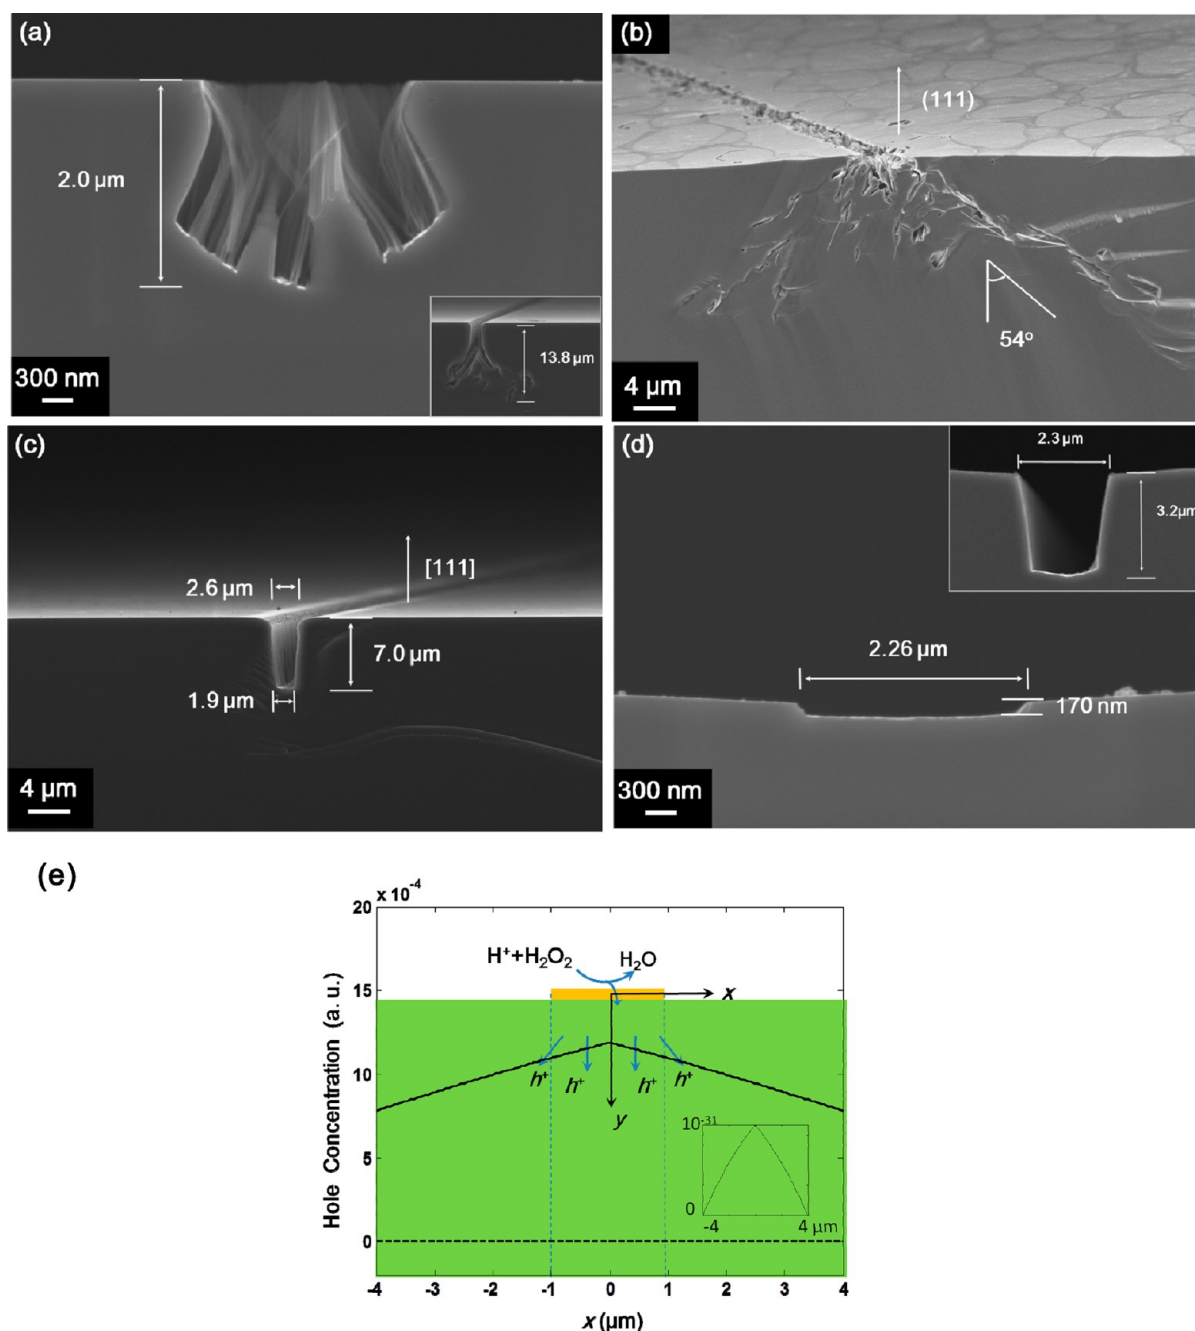 (a)
2.0 µm
13.8 µm
300 nm
(b)
(111)
54°
4 µm
(c)
2.6 µm
[111]
7.0 µm
1.9 µm
4 µm
(d)
2.3 µm
3.2µm
2.26 µm
170 nm
300 nm
(e)
x 10⁻⁴
20
15
10
5
0
Hole Concentration (a. u.)
H⁺+H₂O₂
H₂O
x
h⁺
h⁺
h⁺
h⁺
y
10⁻³¹
0
-4
4 µm
-4
-3
-2
-1
0
1
2
3
4
x (µm)